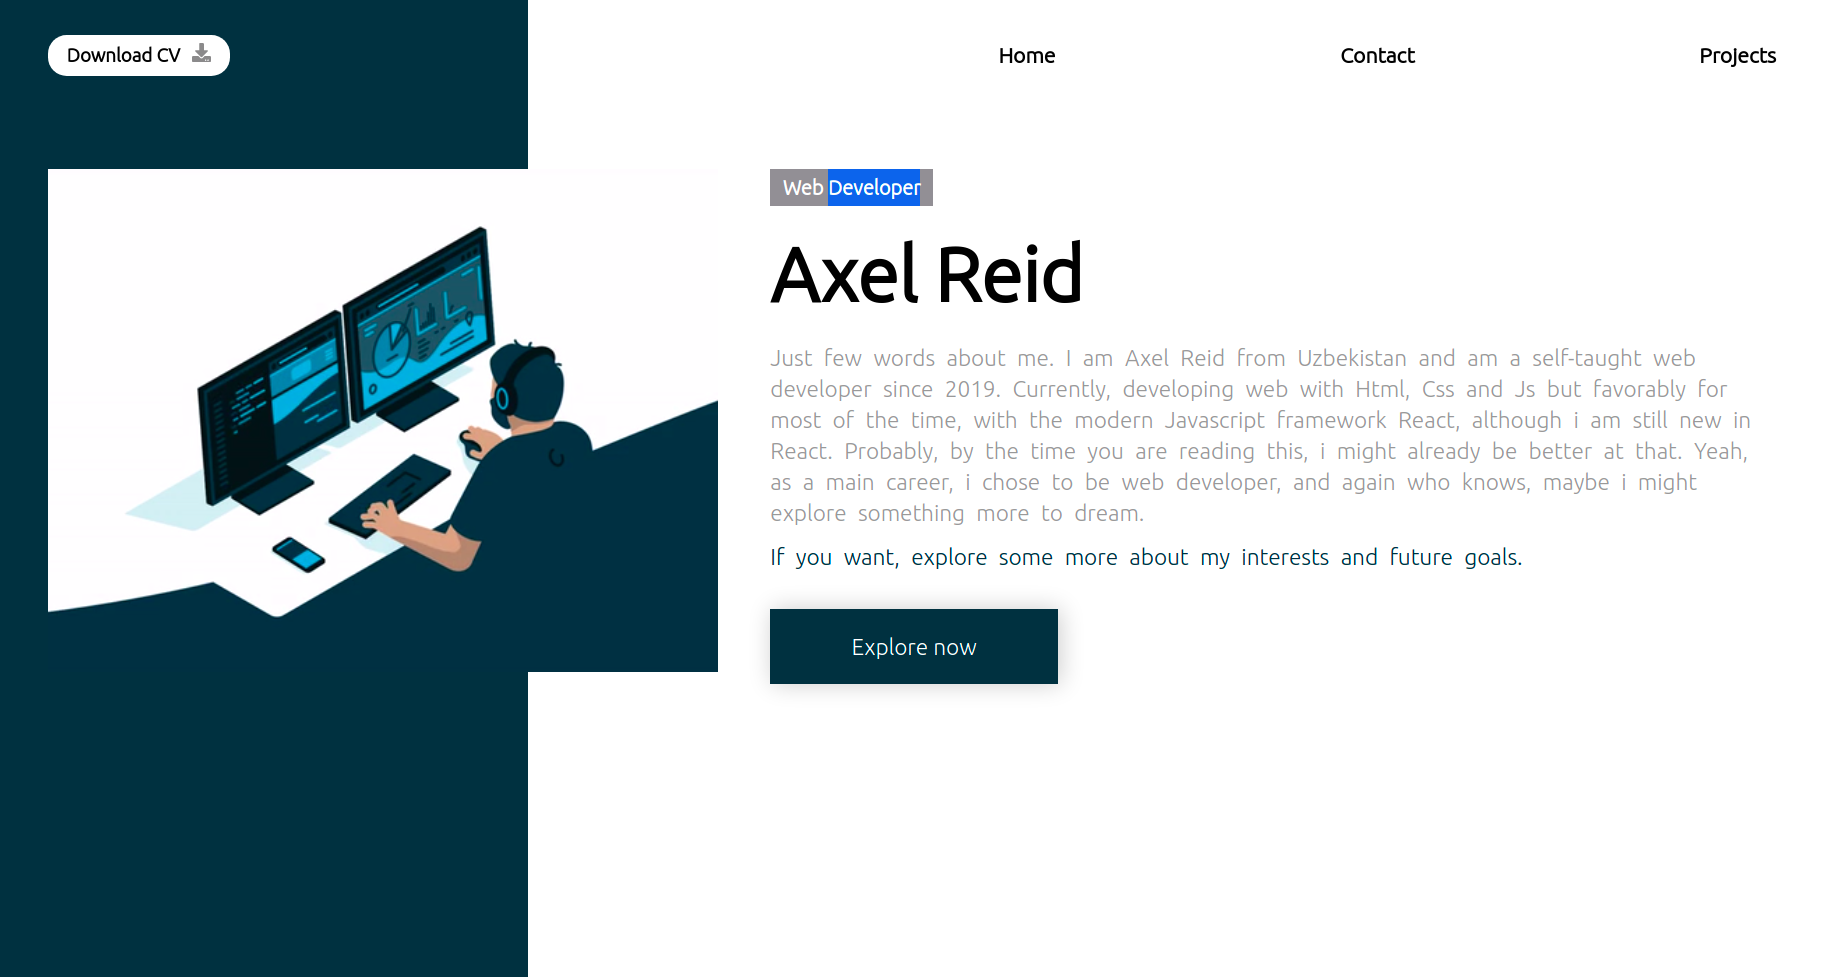 Download CV
Home
Contact
Projects
Web Developer
Axel Reid
Just few words about me. I am Axel Reid from Uzbekistan and am a self-taught web
developer since 2019. Currently, developing web with Html, Css and Js but favorably for
most of the time, with the modern Javascript framework React, although i am still new in
React. Probably, by the time you are reading this, i might already be better at that. Yeah,
as a main career, i chose to be web developer, and again who knows, maybe i might
explore something more to dream.
If you want, explore some more about my interests and future goals.
Explore now